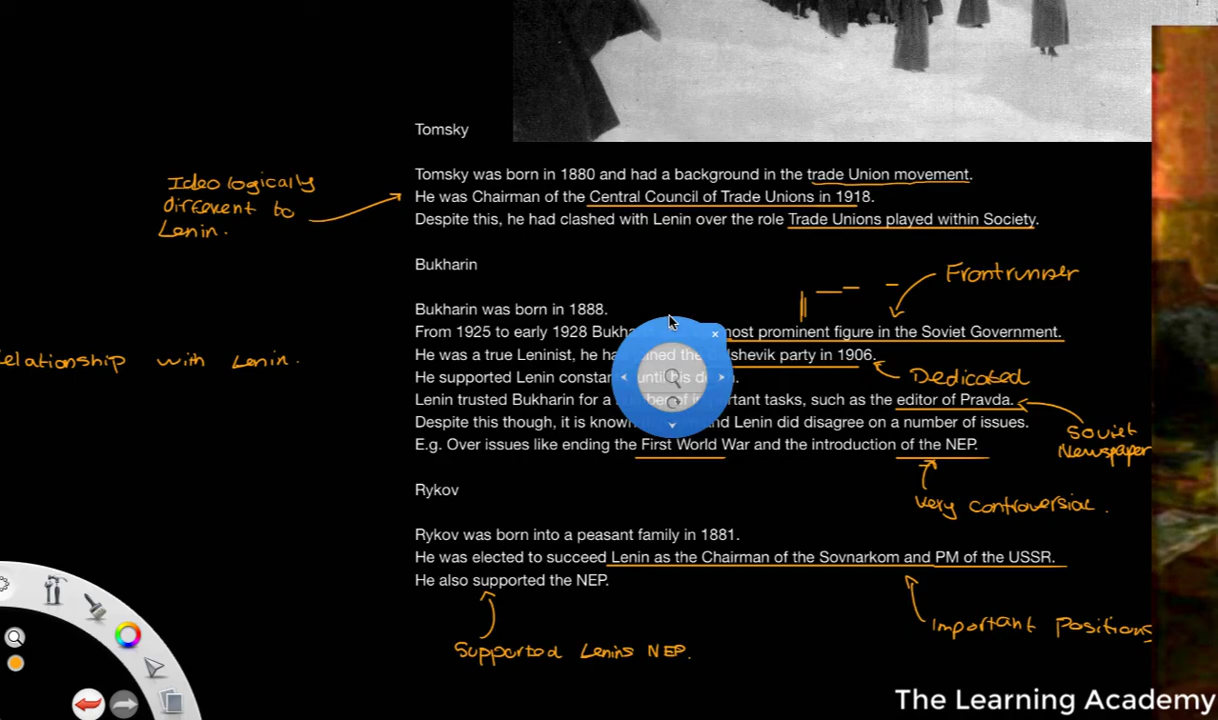 Tomsky
Tomsky was born in 1880 and had a background in the trade Union movement.
He was Chairman of the Central Council of Trade Unions in 1918.
Despite this, he had clashed with Lenin over the role Trade Unions played within Society.
Ideologically
different to
Lenin.
Bukharin
Frontrunner
Bukharin was born in 1888.
From 1925 to early 1928 most prominent figure in the Soviet Government.
He was a true Leninist, he the party in 1906.
relationship with Lenin.
He supported Lenin
Dedicated
Lenin trusted Bukharin for a of tasks, such as the editor of Pravda.
Soviet
Newspaper
Despite this though, it is known Lenin did disagree on a number of issues.
E.g. Over issues like ending the First World War and the introduction of the NEP.
Very controversial.
Rykov
Rykov was born into a peasant family in 1881.
He was elected to succeed Lenin as the Chairman of the Sovnarkom and PM of the USSR.
He also supported the NEP.
Important Positions
Supported Lenins NEP.
The Learning Academy